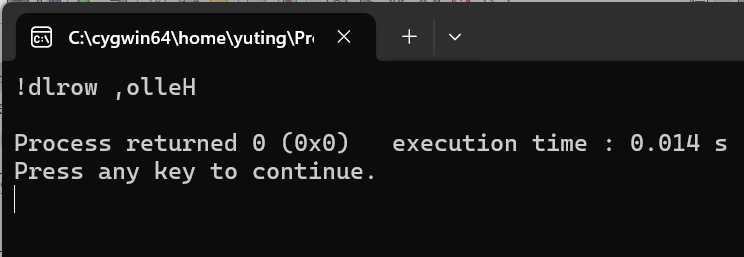 C:\cygwin64\home\yuting\Pr
!dlrow ,olleH
Process returned 0 (0x0)   execution time : 0.014 s
Press any key to continue.